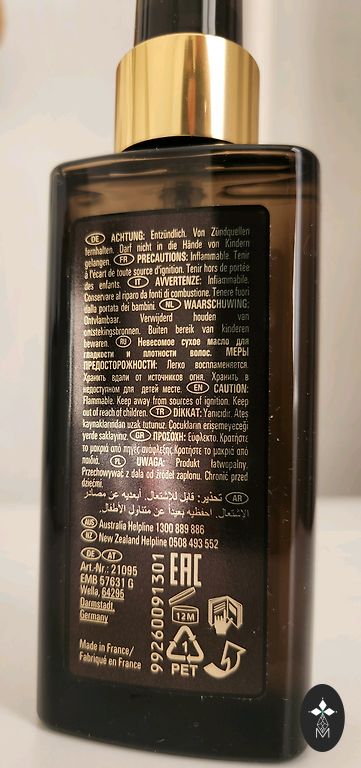 DE ACHTUNG: Entzündlich. Von Zündquellen
fernhalten. Darf nicht in die Hände von Kindern
gelangen. FR PRECAUTIONS: Inflammable. Tenir
à l'écart de toute source d'ignition. Tenir hors de portée
des enfants. IT AVVERTENZE: Infiammabile.
Conservare al riparo da fonti di combustione. Tenere fuori
dalla portata dei bambini. NL WAARSCHUWING:
Ontvlambaar. Verwijderd houden van
ontstekingsbronnen. Buiten bereik van kinderen
bewaren. RU Невесомое сухое масло для
гладкости и плотности волос. МЕРЫ
ПРЕДОСТОРОЖНОСТИ: Легко воспламеняется.
Хранить вдали от источников огня. Хранить в
недоступном для детей месте. EN CAUTION:
Flammable. Keep away from sources of ignition. Keep
out of reach of children. TR DİKKAT: Yanıcıdır. Ateş
kaynaklarından uzak tutunuz. Çocukların erişemeyeceği
yerde saklayınız. GR ΠΡΟΣΟΧΗ: Εύφλεκτο. Κρατήστε
το μακριά από πηγές ανάφλεξης. Κρατήστε το μακριά από
παιδιά. PL UWAGA: Produkt łatwopalny.
Przechowywać z dala od źródeł zapłonu. Chronić przed
dziećmi.
AR تحذير: قابل للاشتعال. أبعديه عن مصادر
الاشتعال. احفظيه بعيداً عن متناول الأطفال.
AUS Australia Helpline 1300 889 886
NZ New Zealand Helpline 0508 493 552
DE AT
Art.-Nr.: 21095
EMB 57631 G
Wella, 64295
Darmstadt,
Germany
Made in France/
Fabriqué en France
99260091301
EAC
12M
1
PET